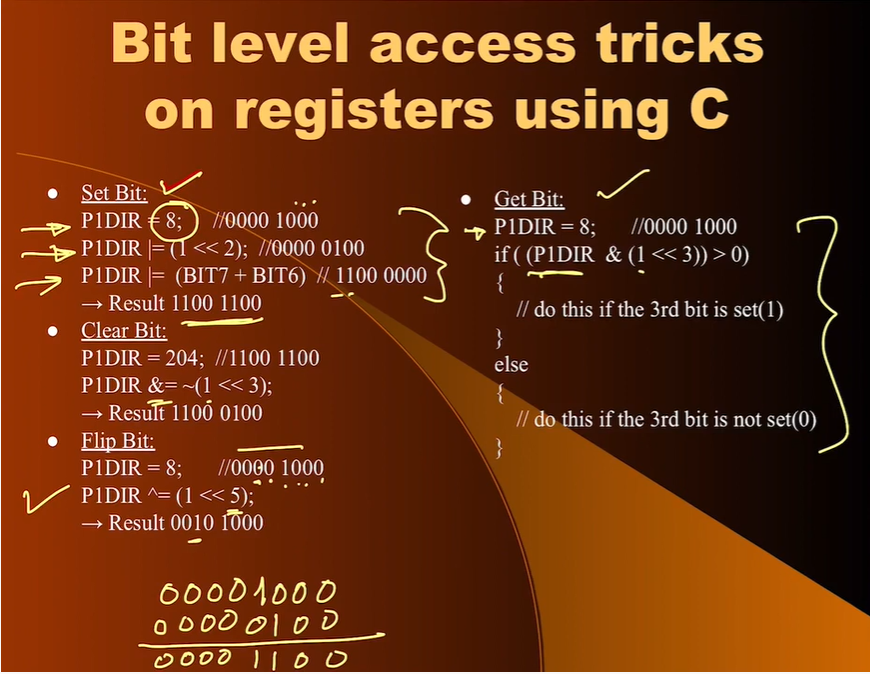 Bit level access tricks
on registers using C
● Set Bit:
P1DIR = 8; //0000 1000
P1DIR |= (1 << 2); //0000 0100
P1DIR |= (BIT7 + BIT6) // 1100 0000
→ Result 1100 1100
● Clear Bit:
P1DIR = 204; //1100 1100
P1DIR &= ~(1 << 3);
→ Result 1100 0100
● Flip Bit:
P1DIR = 8; //0000 1000
P1DIR ^= (1 << 5);
→ Result 0010 1000
● Get Bit:
P1DIR = 8; //0000 1000
if ( (P1DIR & (1 << 3)) > 0)
{
// do this if the 3rd bit is set(1)
}
else
{
// do this if the 3rd bit is not set(0)
}
00001000
00000100
0000 1100